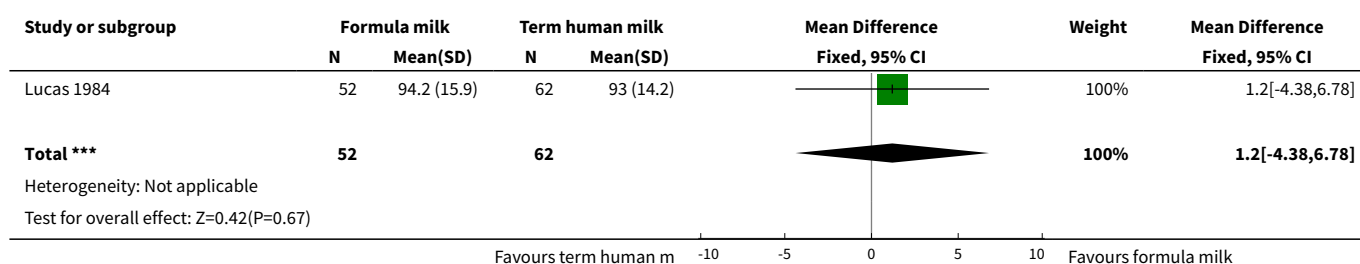 Study or subgroup Formula milk Term human milk Mean Difference Weight Mean Difference
N Mean(SD) N Mean(SD) Fixed, 95% CI Fixed, 95% CI
Lucas 1984 52 94.2 (15.9) 62 93 (14.2) 100% 1.2[-4.38,6.78]
Total *** 52 62 100% 1.2[-4.38,6.78]
Heterogeneity: Not applicable
Test for overall effect: Z=0.42(P=0.67)
Favours term human m -10 -5 0 5 10 Favours formula milk